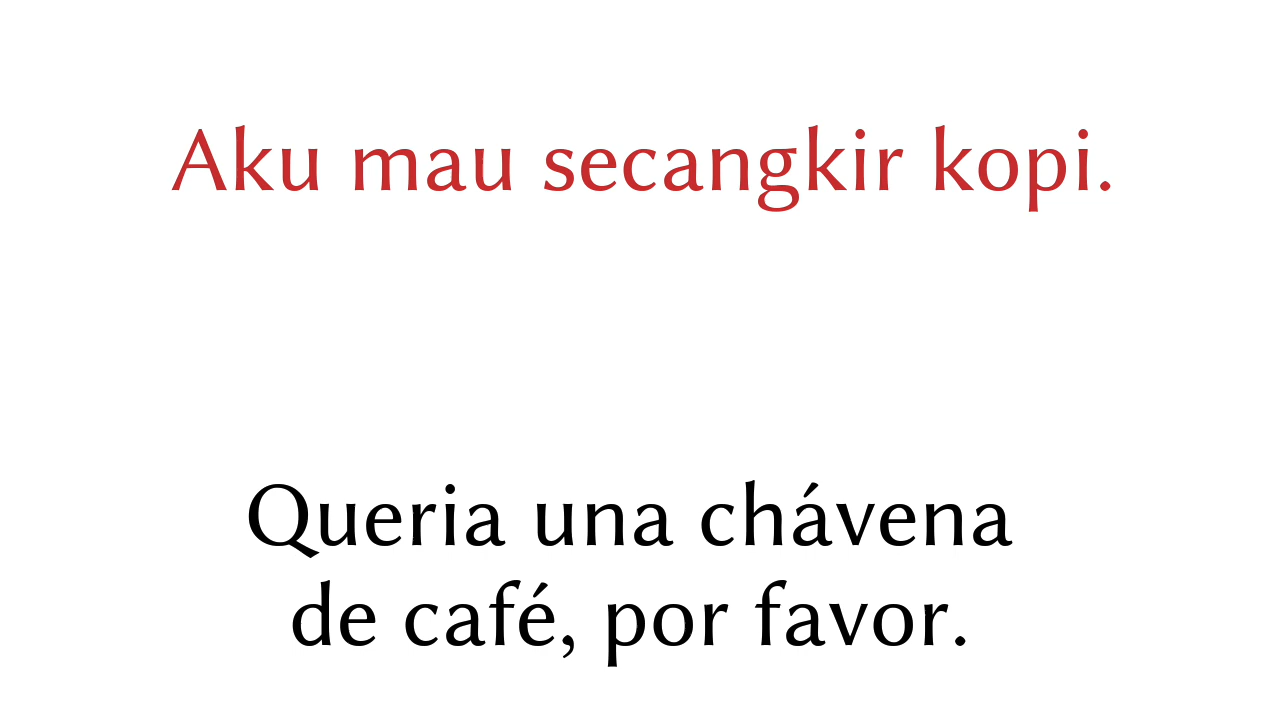 Aku mau secangkir kopi.
Queria una chávena
de café, por favor.